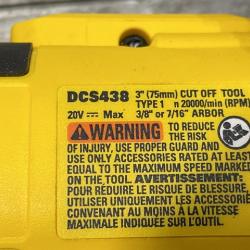 DCS438 3" (75mm) CUT OFF TOOL
TYPE 1 n 20000/min (RPM)
20V⎓ Max 3/8" or 7/16" ARBOR
WARNING TO REDUCE
THE RISK
OF INJURY, USE PROPER GUARD AND
USE ONLY ACCESSORIES RATED AT LEAST
EQUAL TO THE MAXIMUM SPEED MARKED
ON THE TOOL. AVERTISSEMENT:
POUR RÉDUIRE LE RISQUE DE BLESSURE,
UTILISER UNIQUEMENT DES ACCESSOIRES
CONVENANT AU MOINS À LA VITESSE
MAXIMALE INDIQUÉE SUR L'OUTIL.